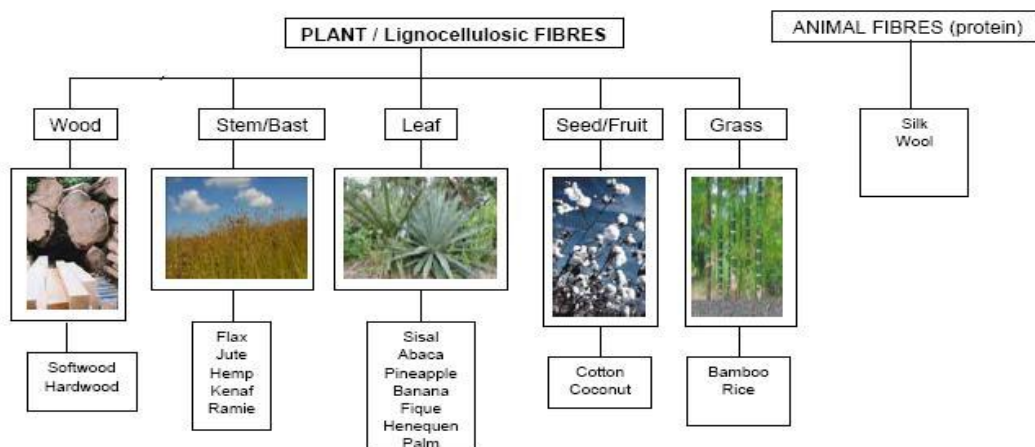 PLANT / Lignocellulosic FIBRES
ANIMAL FIBRES (protein)
Wood
Stem/Bast
Leaf
Seed/Fruit
Grass
Silk
Wool
Softwood
Hardwood
Flax
Jute
Hemp
Kenaf
Ramie
Sisal
Abaca
Pineapple
Banana
Fique
Henequen
Palm
Cotton
Coconut
Bamboo
Rice